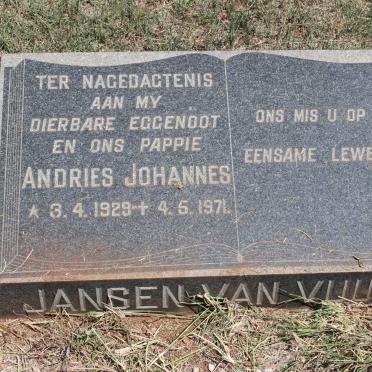 TER NAGEDAGTENIS
AAN MY
DIERBARE EGGENOOT
EN ONS PAPPIE
ANDRIES JOHANNES
* 3.4.1929 + 4.5.1971.
ONS MIS U OP
EENSAME
JANSEN VAN